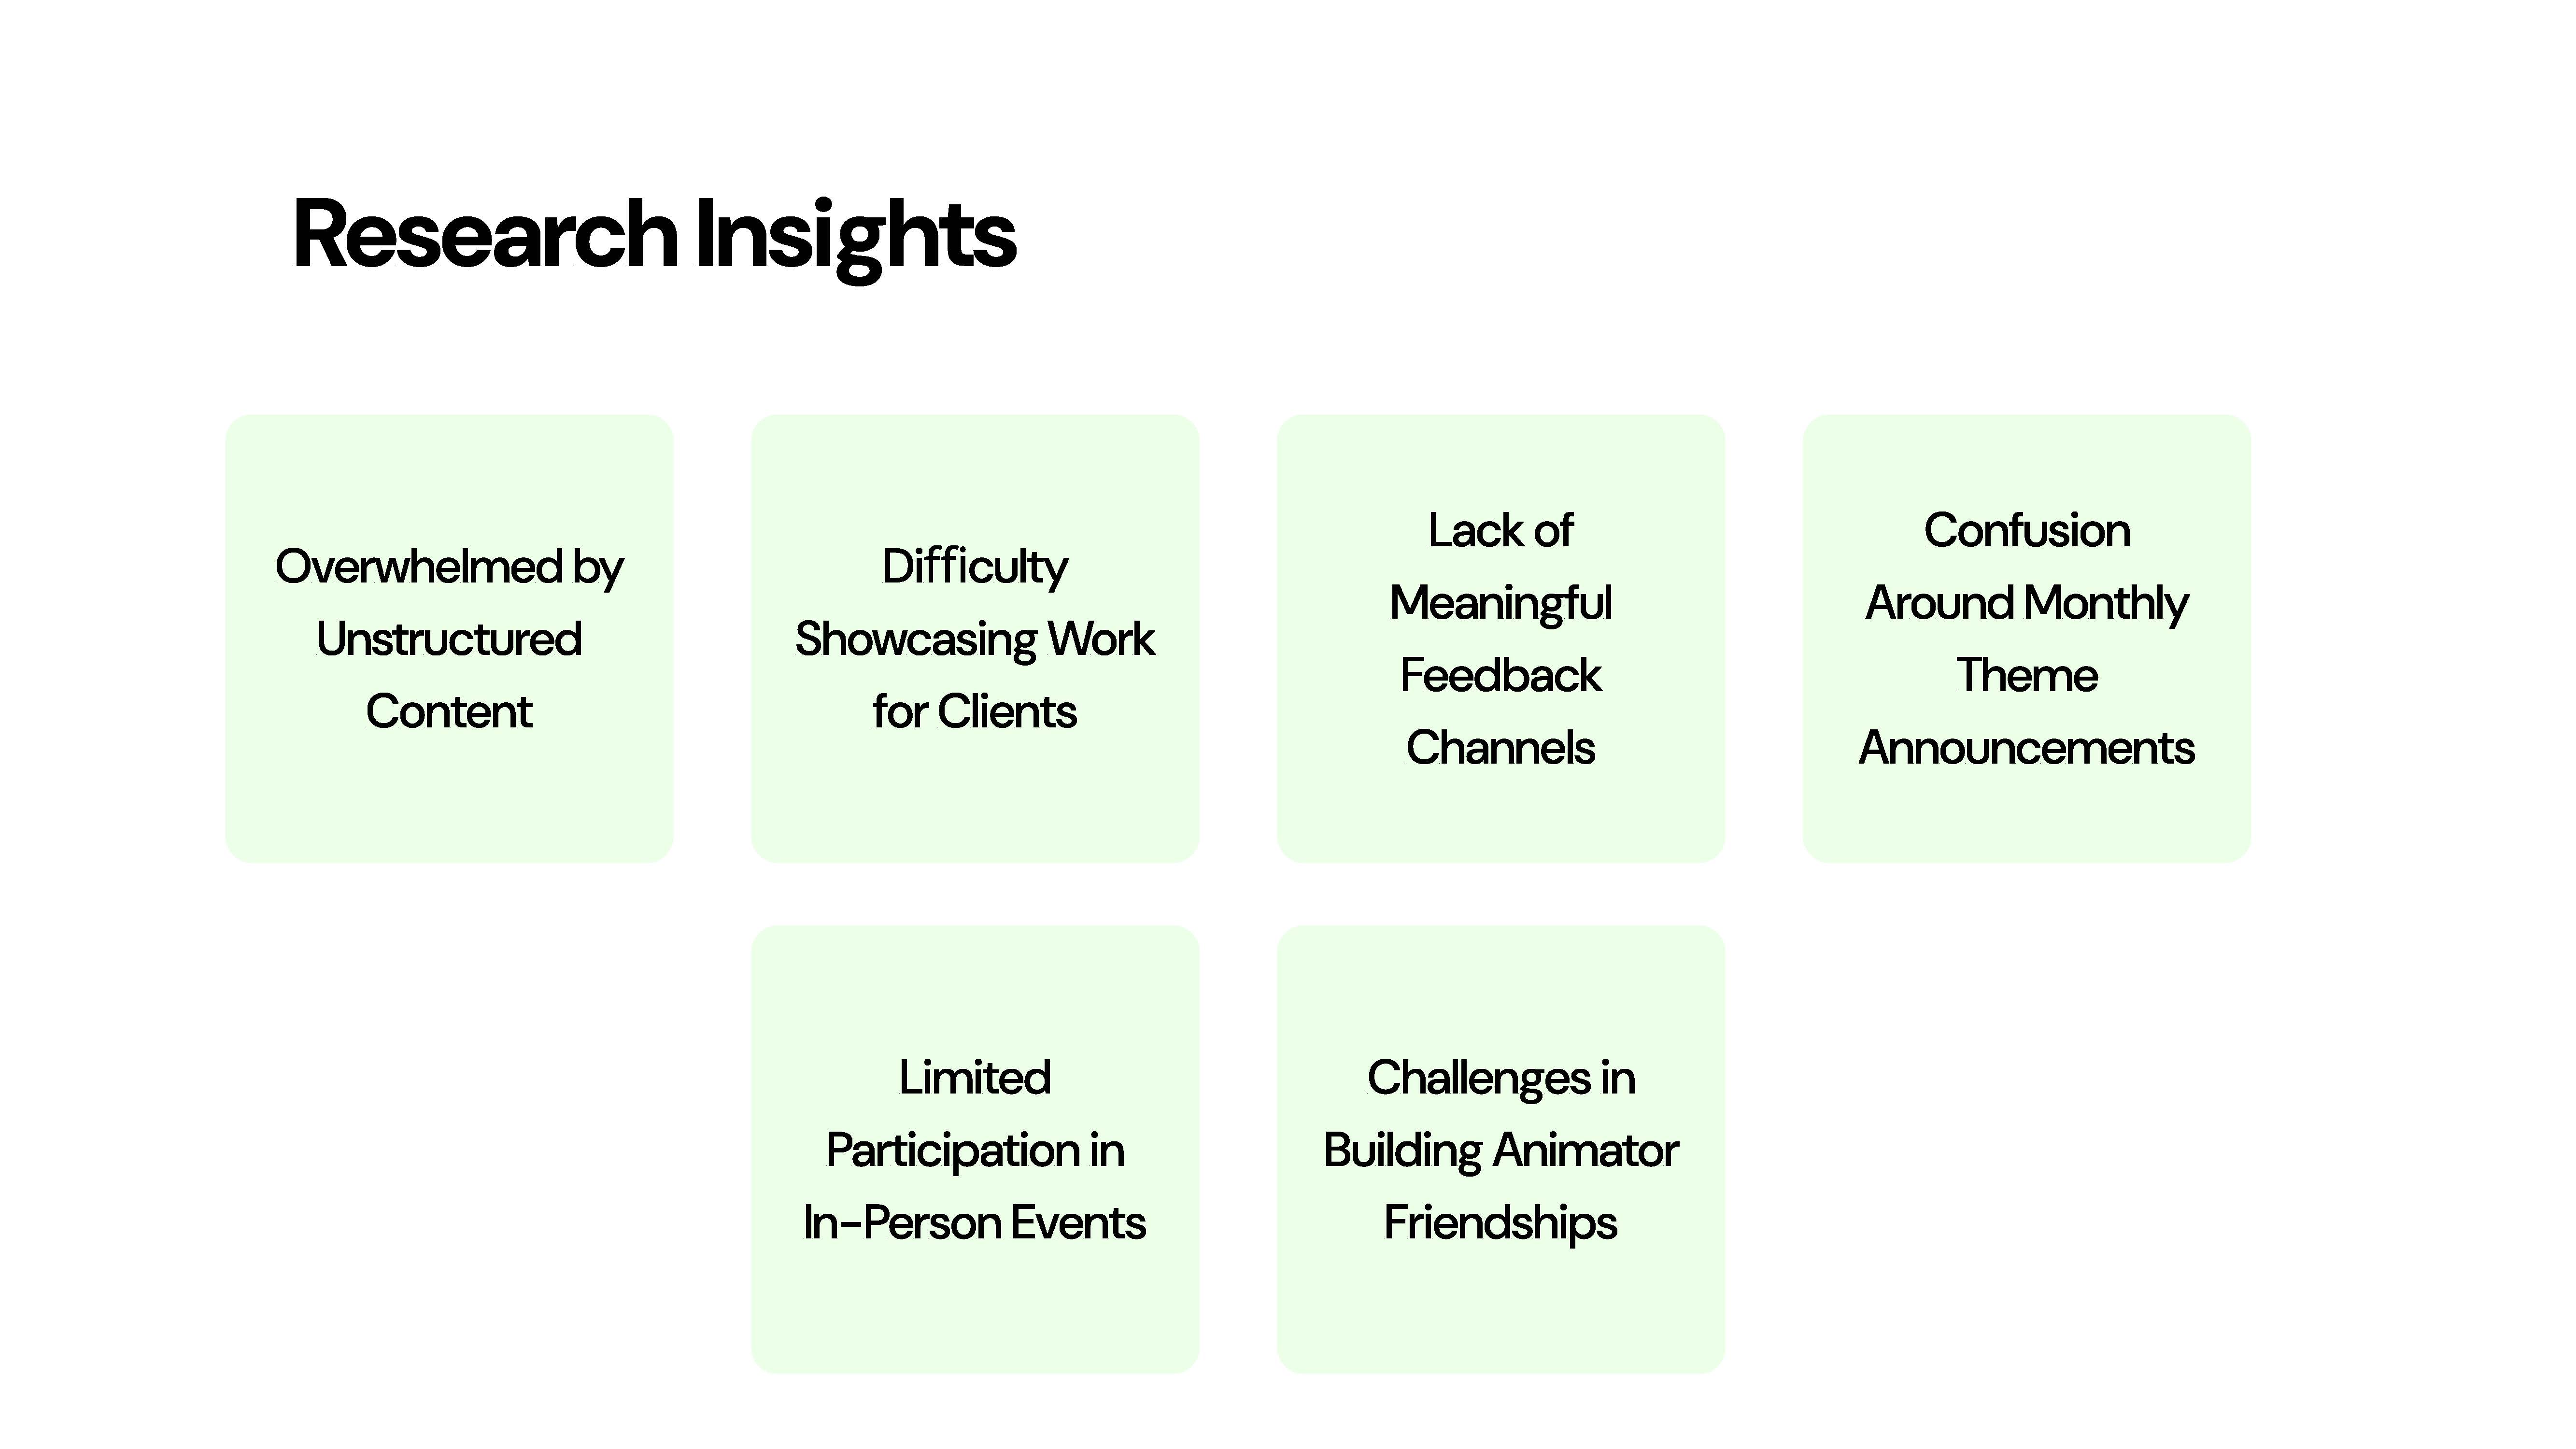 Research Insights
Overwhelmed by
Unstructured
Content
Difficulty
Showcasing Work
for Clients
Lack of
Meaningful
Feedback
Channels
Confusion
Around Monthly
Theme
Announcements
Limited
Participation in
In-Person Events
Challenges in
Building Animator
Friendships